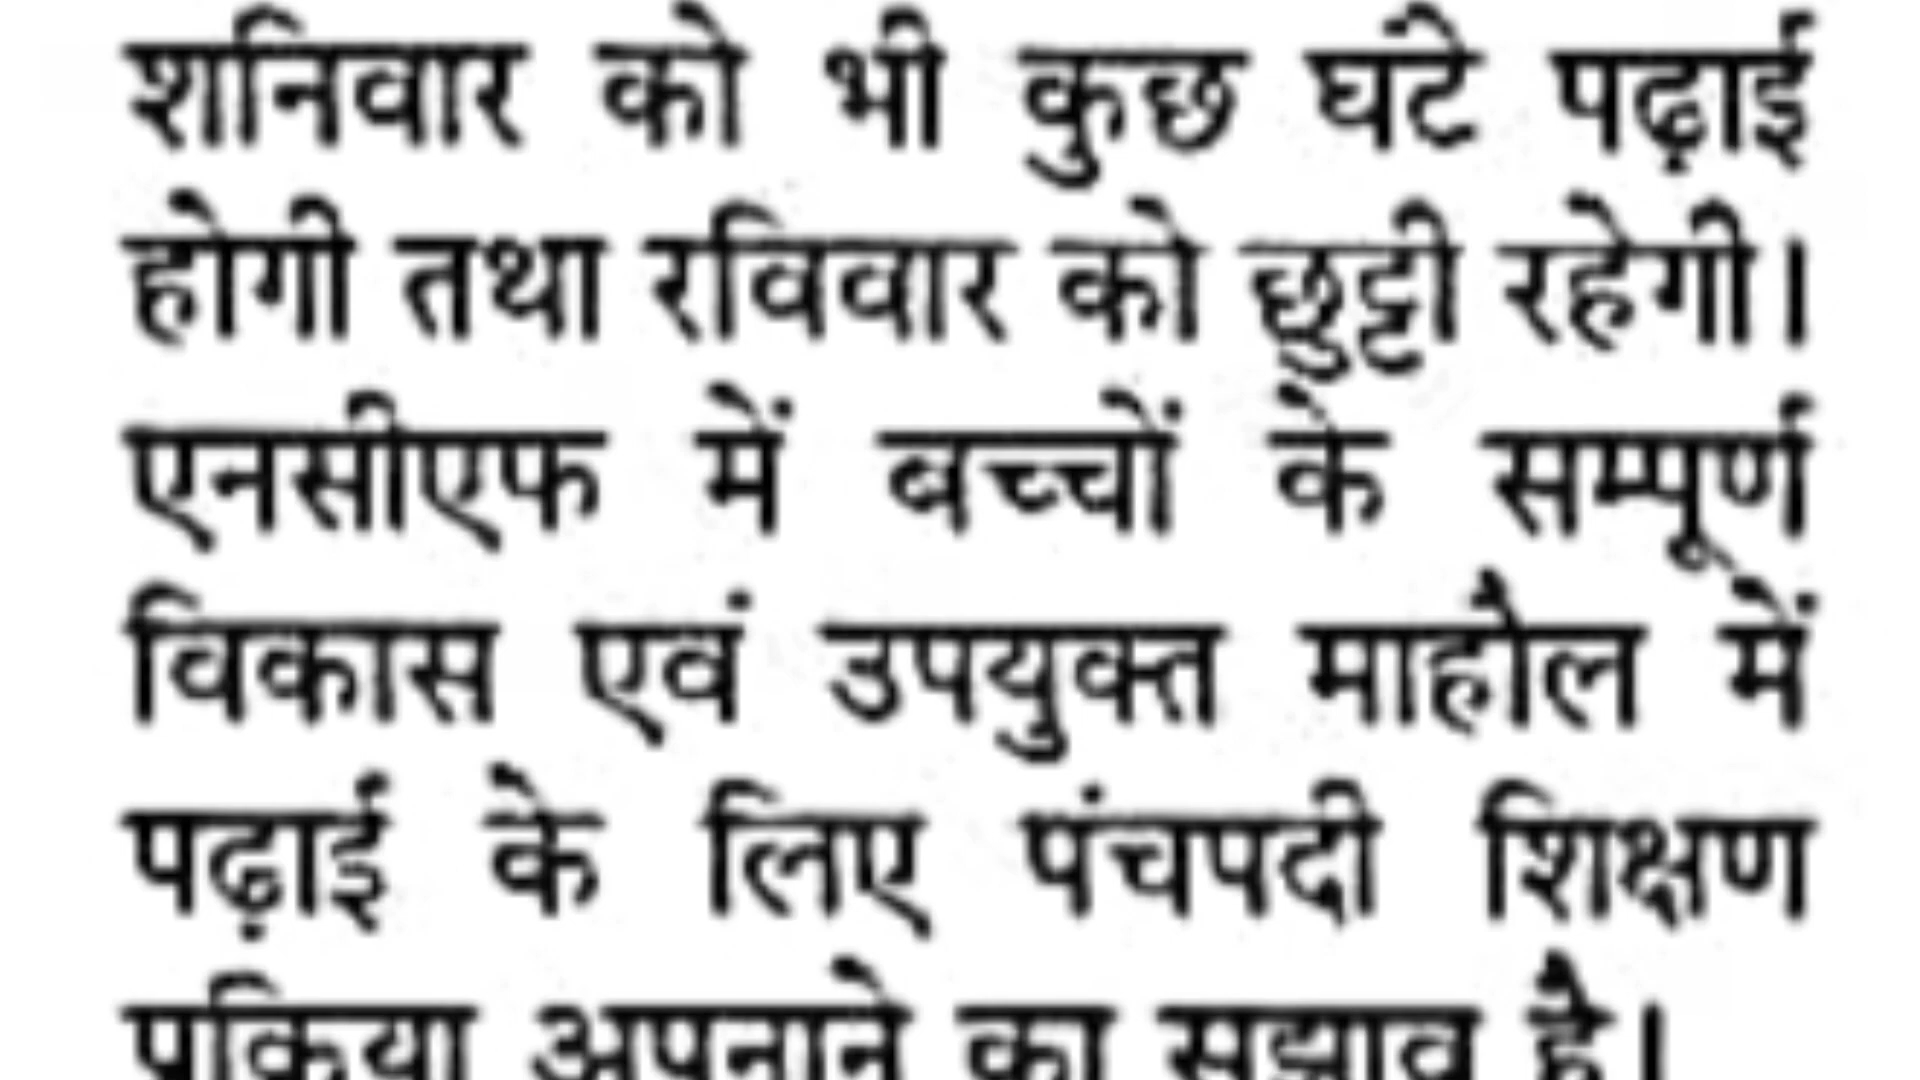 शनिवार को भी कुछ घंटे पढ़ाई
होगी तथा रविवार को छुट्टी रहेगी।
एनसीएफ में बच्चों के सम्पूर्ण
विकास एवं उपयुक्त माहौल में
पढ़ाई के लिए पंचपदी शिक्षण
प्रक्रिया अपनाने का सुझाव है।